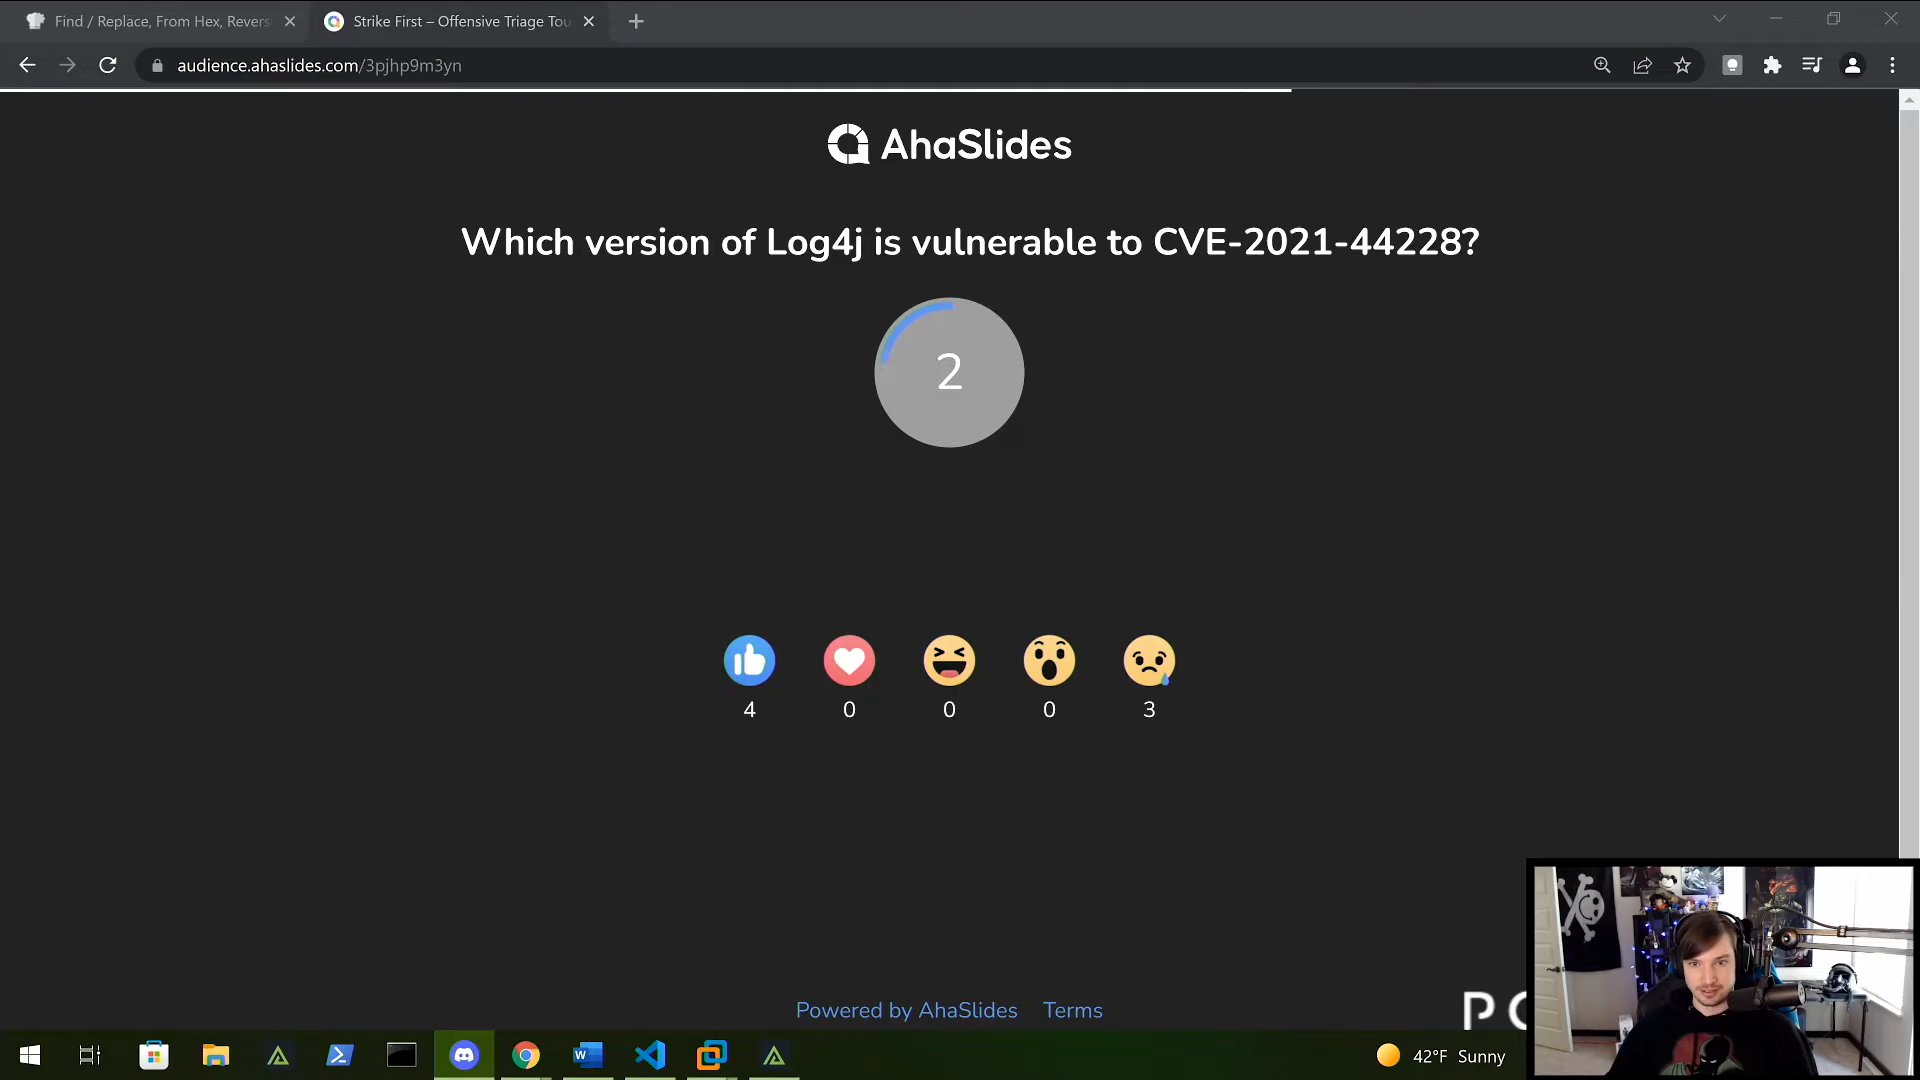 Find / Replace, From Hex, Revers
Strike First – Offensive Triage Tou
audience.ahaslides.com/3pjhp9m3yn
AhaSlides
Which version of Log4j is vulnerable to CVE-2021-44228?
2
4
0
0
0
3
Powered by AhaSlides
Terms
PO
42°F Sunny